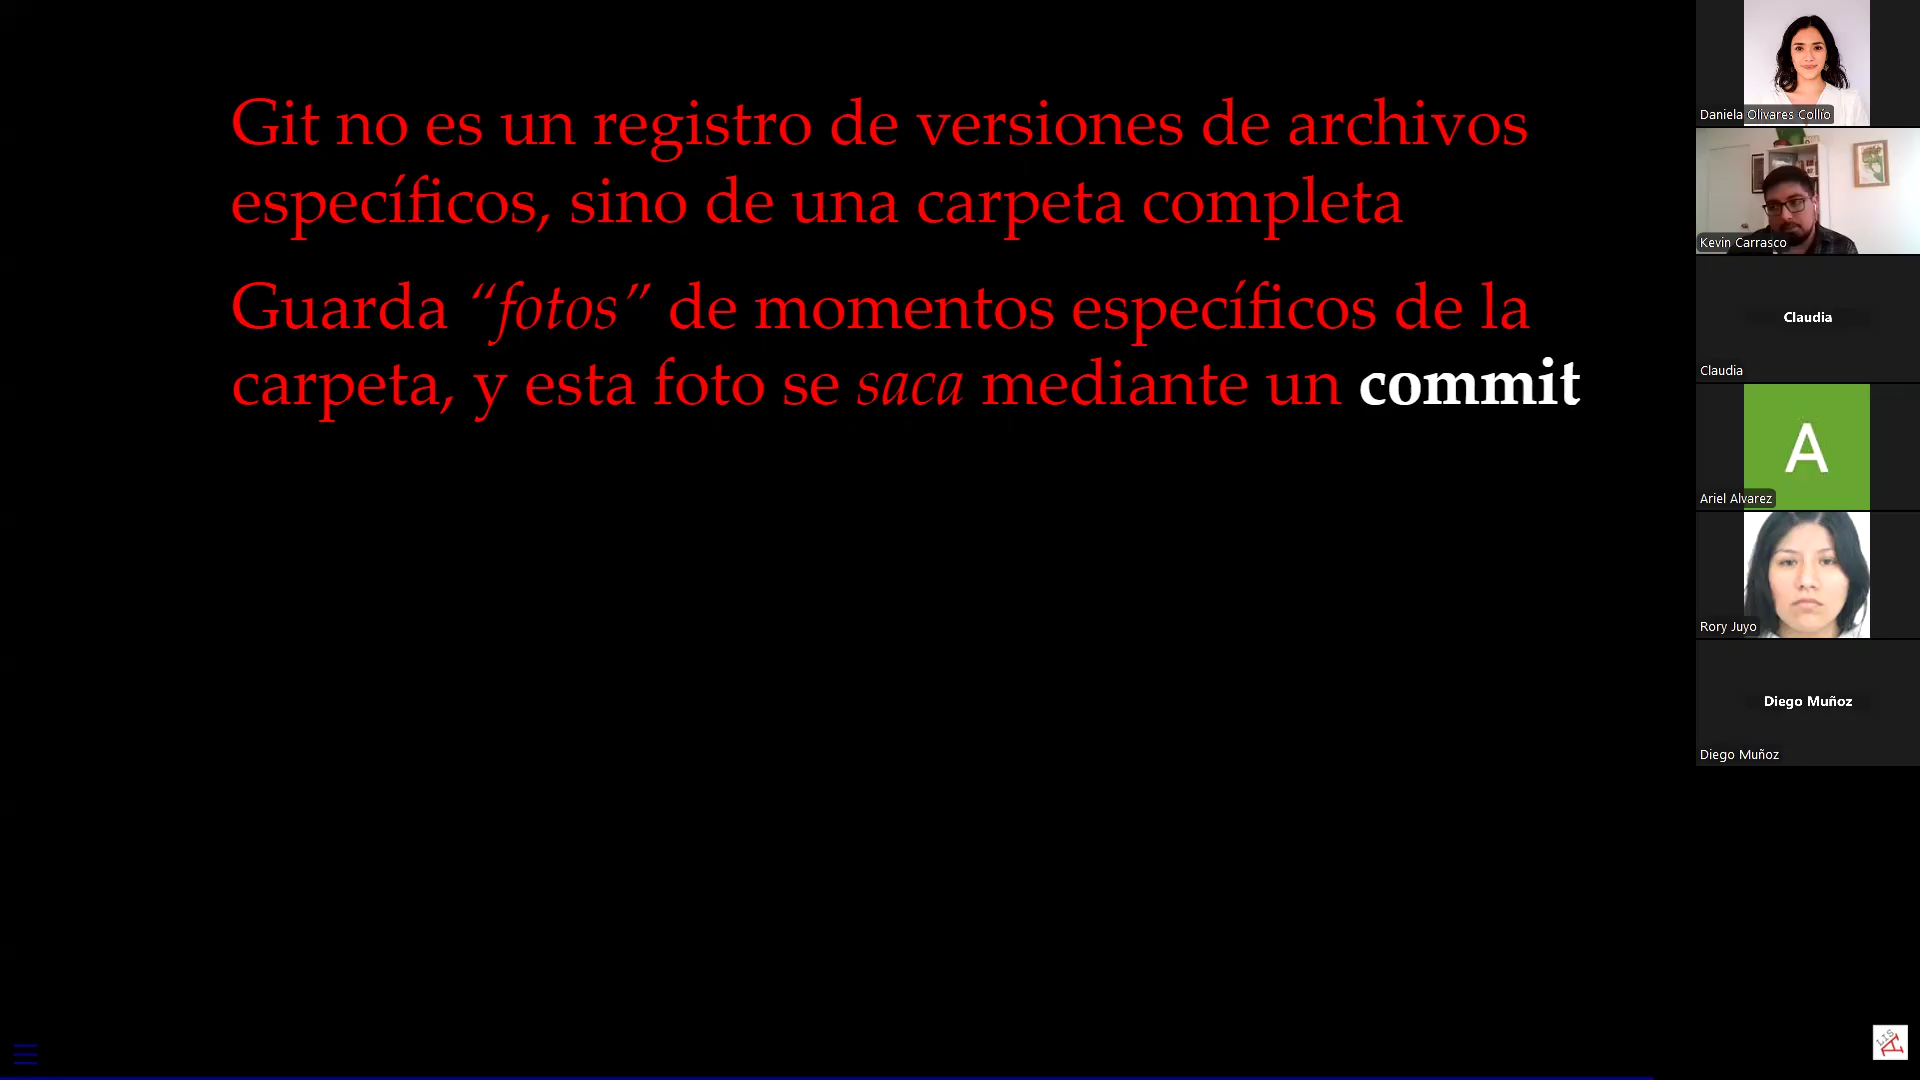 Git no es un registro de versiones de archivos
específicos, sino de una carpeta completa
Guarda “fotos” de momentos específicos de la
carpeta, y esta foto se saca mediante un commit
Daniela Olivares Collío
Kevin Carrasco
Claudia
Claudia
A
Ariel Alvarez
Rory Juyo
Diego Muñoz
Diego Muñoz
LISA